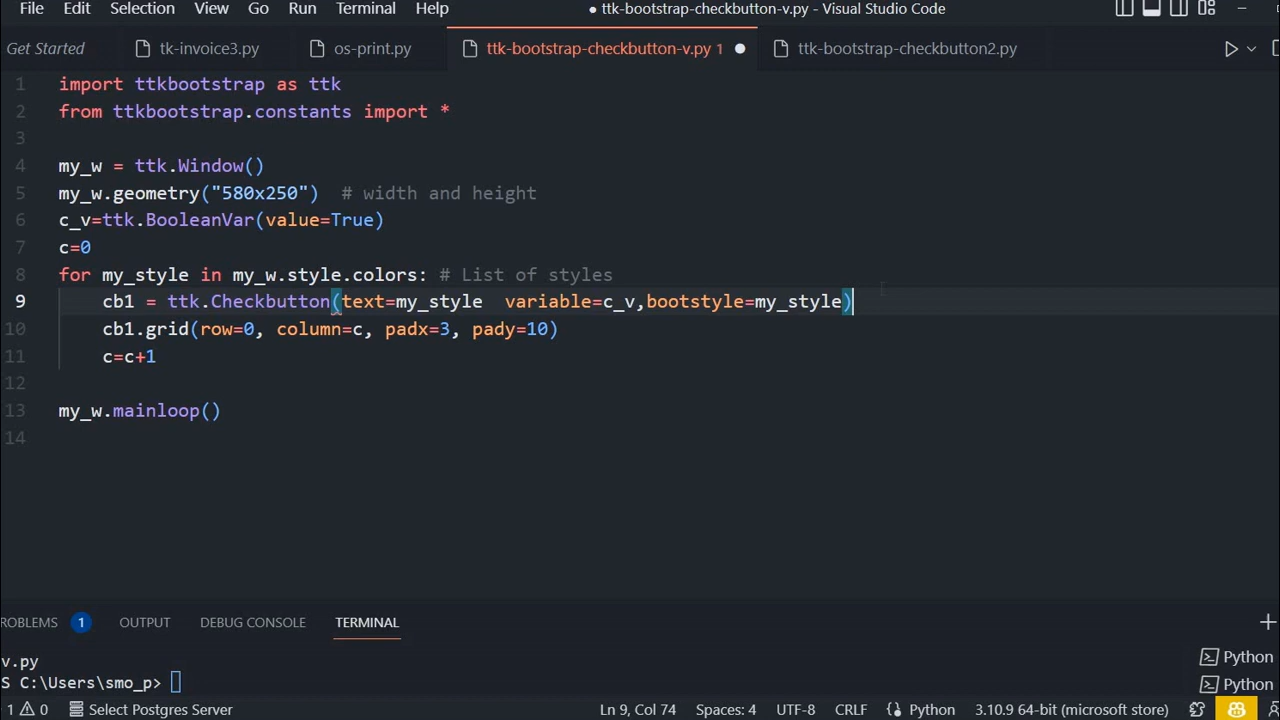 File Edit Selection View Go Run Terminal Help ● ttk-bootstrap-checkbutton-v.py - Visual Studio Code
Get Started tk-invoice3.py os-print.py ttk-bootstrap-checkbutton-v.py 1 ttk-bootstrap-checkbutton2.py
1 import ttkbootstrap as ttk
2 from ttkbootstrap.constants import *
3
4 my_w = ttk.Window()
5 my_w.geometry("580x250")  # width and height
6 c_v=ttk.BooleanVar(value=True)
7 c=0
8 for my_style in my_w.style.colors: # List of styles
9     cb1 = ttk.Checkbutton(text=my_style  variable=c_v,bootstyle=my_style)
10     cb1.grid(row=0, column=c, padx=3, pady=10)
11     c=c+1
12
13 my_w.mainloop()
14
ROBLEMS 1 OUTPUT DEBUG CONSOLE TERMINAL
v.py
S C:\Users\smo_p>
Python
Python
1 0 Select Postgres Server Ln 9, Col 74 Spaces: 4 UTF-8 CRLF Python 3.10.9 64-bit (microsoft store)